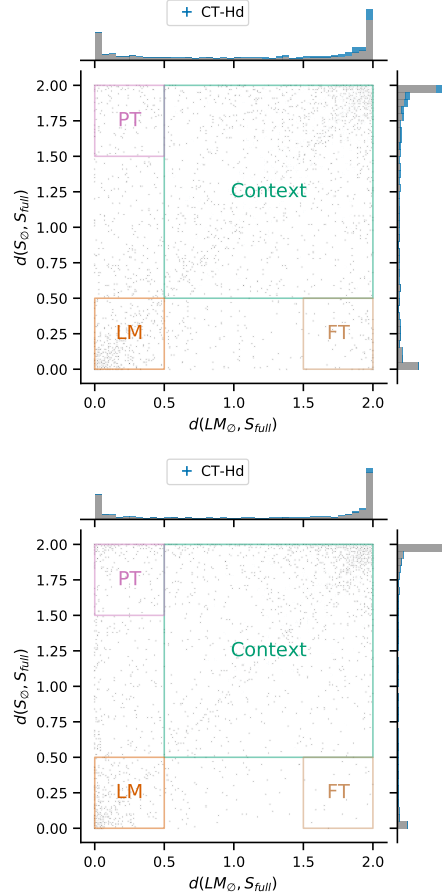 CT-Hd
2.00
1.75
1.50
1.25
1.00
0.75
0.50
0.25
0.00
d(S∅, Sfull)
PT
Context
LM
FT
0.0 0.5 1.0 1.5 2.0
d(LM∅, Sfull)
CT-Hd
2.00
1.75
1.50
1.25
1.00
0.75
0.50
0.25
0.00
d(S∅, Sfull)
PT
Context
LM
FT
0.0 0.5 1.0 1.5 2.0
d(LM∅, Sfull)